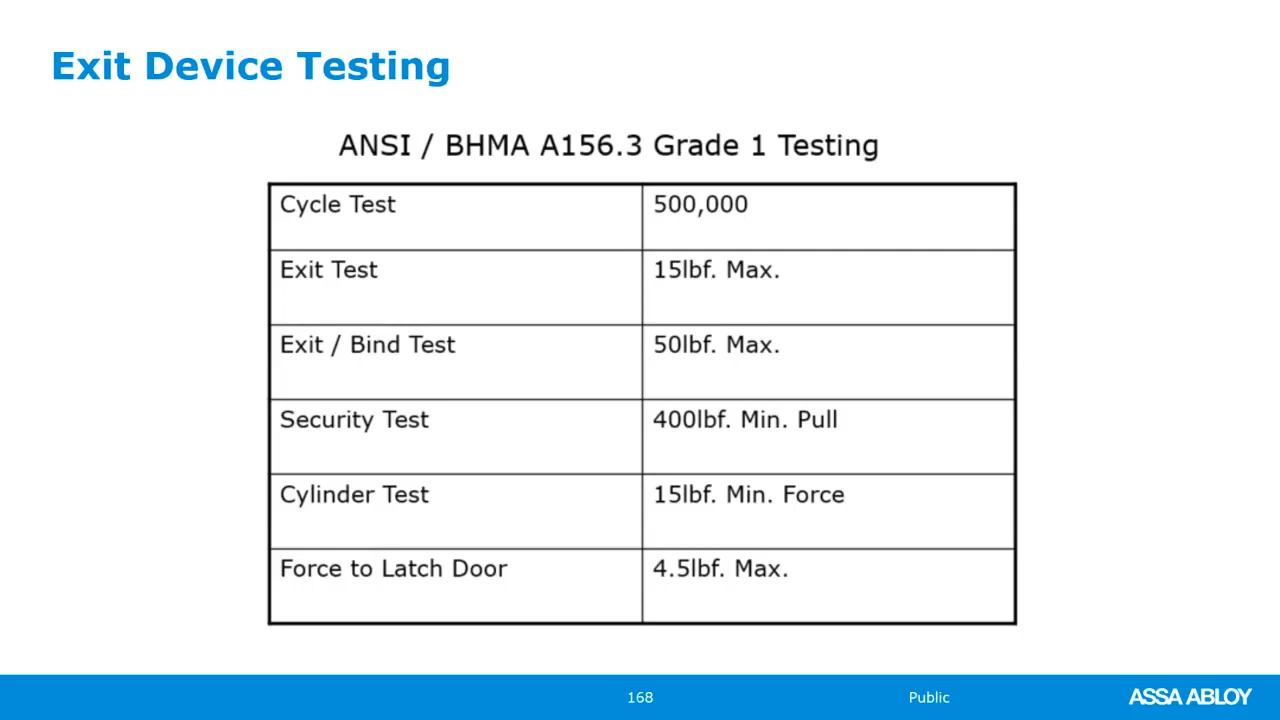 Exit Device Testing
ANSI / BHMA A156.3 Grade 1 Testing
Cycle Test 500,000
Exit Test 15lbf. Max.
Exit / Bind Test 50lbf. Max.
Security Test 400lbf. Min. Pull
Cylinder Test 15lbf. Min. Force
Force to Latch Door 4.5lbf. Max.
168 Public ASSA ABLOY